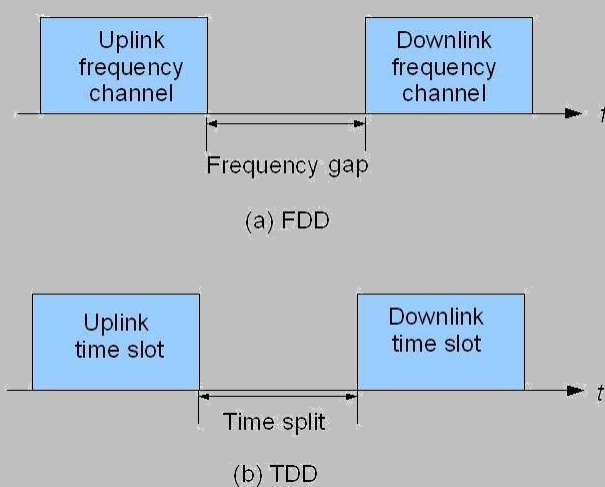 Uplink
frequency
channel
Downlink
frequency
channel
f
Frequency gap
(a) FDD
Uplink
time slot
Downlink
time slot
t
Time split
(b) TDD